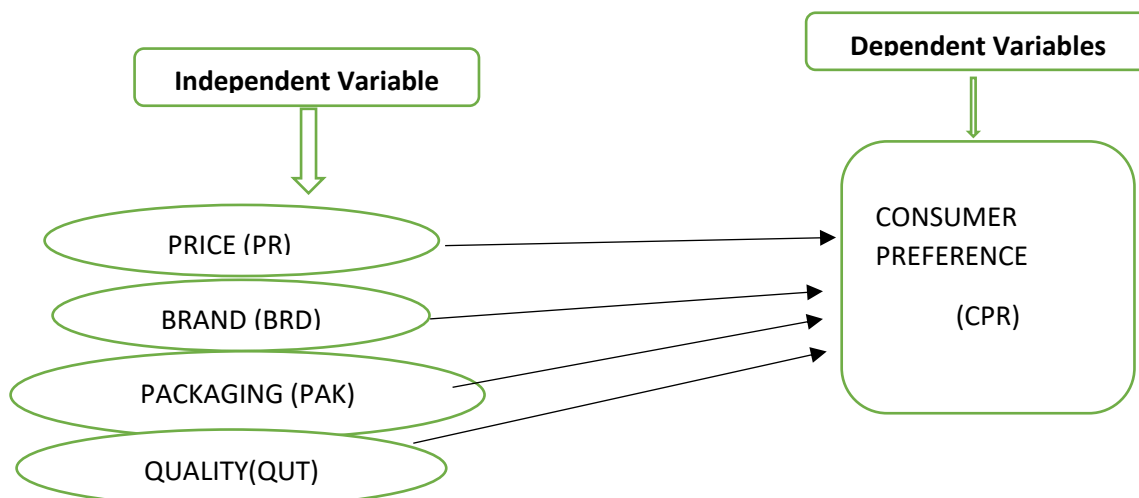 Dependent Variables
Independent Variable
PRICE (PR)
BRAND (BRD)
PACKAGING (PAK)
QUALITY(QUT)
CONSUMER
PREFERENCE
(CPR)